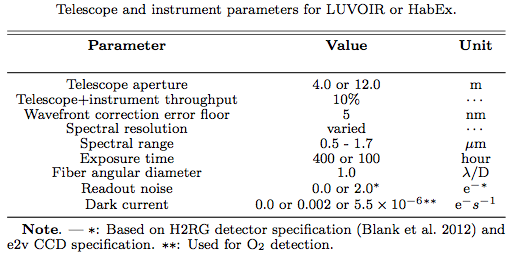 Telescope and instrument parameters for LUVOIR or HabEx.
Parameter Value Unit
Telescope aperture 4.0 or 12.0 m
Telescope+instrument throughput 10% ···
Wavefront correction error floor 5 nm
Spectral resolution varied ···
Spectral range 0.5 - 1.7 μm
Exposure time 400 or 100 hour
Fiber angular diameter 1.0 λ/D
Readout noise 0.0 or 2.0* e⁻*
Dark current 0.0 or 0.002 or 5.5 × 10⁻⁶** e⁻s⁻¹
Note. — *: Based on H2RG detector specification (Blank et al. 2012) and
e2v CCD specification. **: Used for O₂ detection.